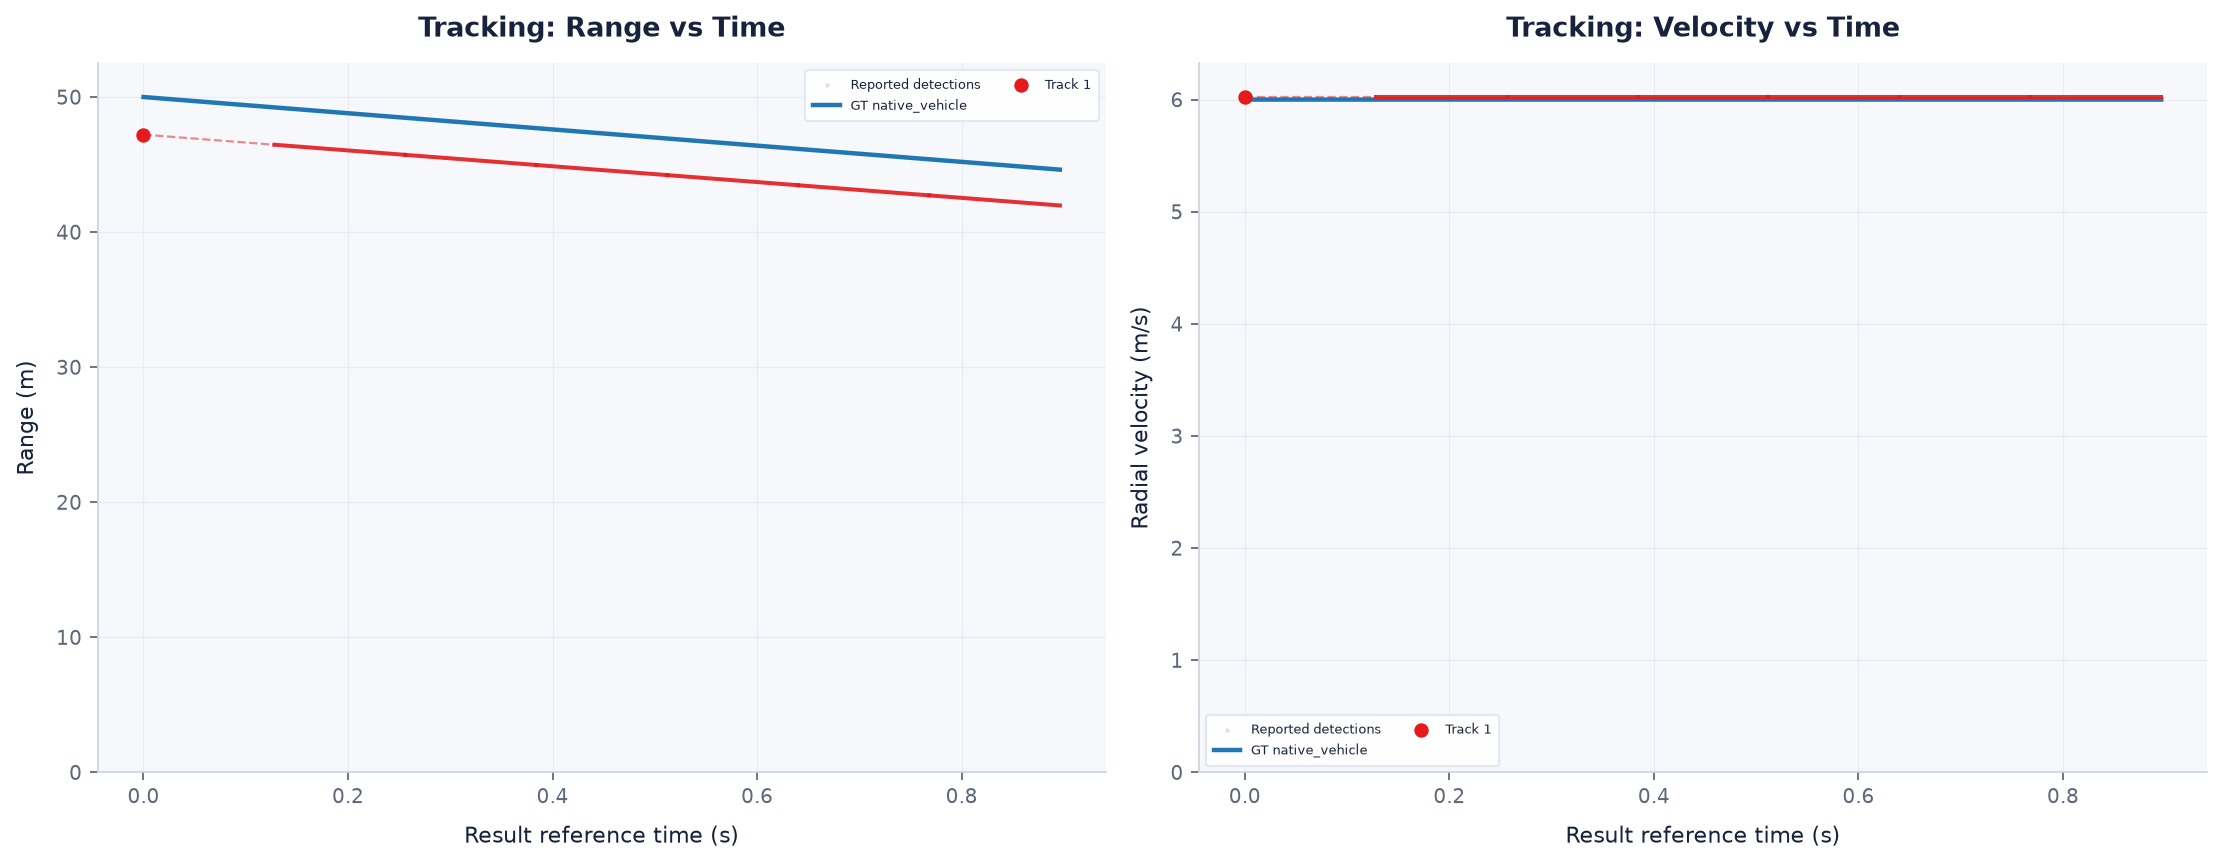 Tracking: Range vs Time
Reported detections
Track 1
GT native_vehicle
50
40
30
20
10
0
Range (m)
0.0
0.2
0.4
0.6
0.8
Result reference time (s)
Tracking: Velocity vs Time
6
5
4
3
2
1
0
Radial velocity (m/s)
Reported detections
Track 1
GT native_vehicle
0.0
0.2
0.4
0.6
0.8
Result reference time (s)